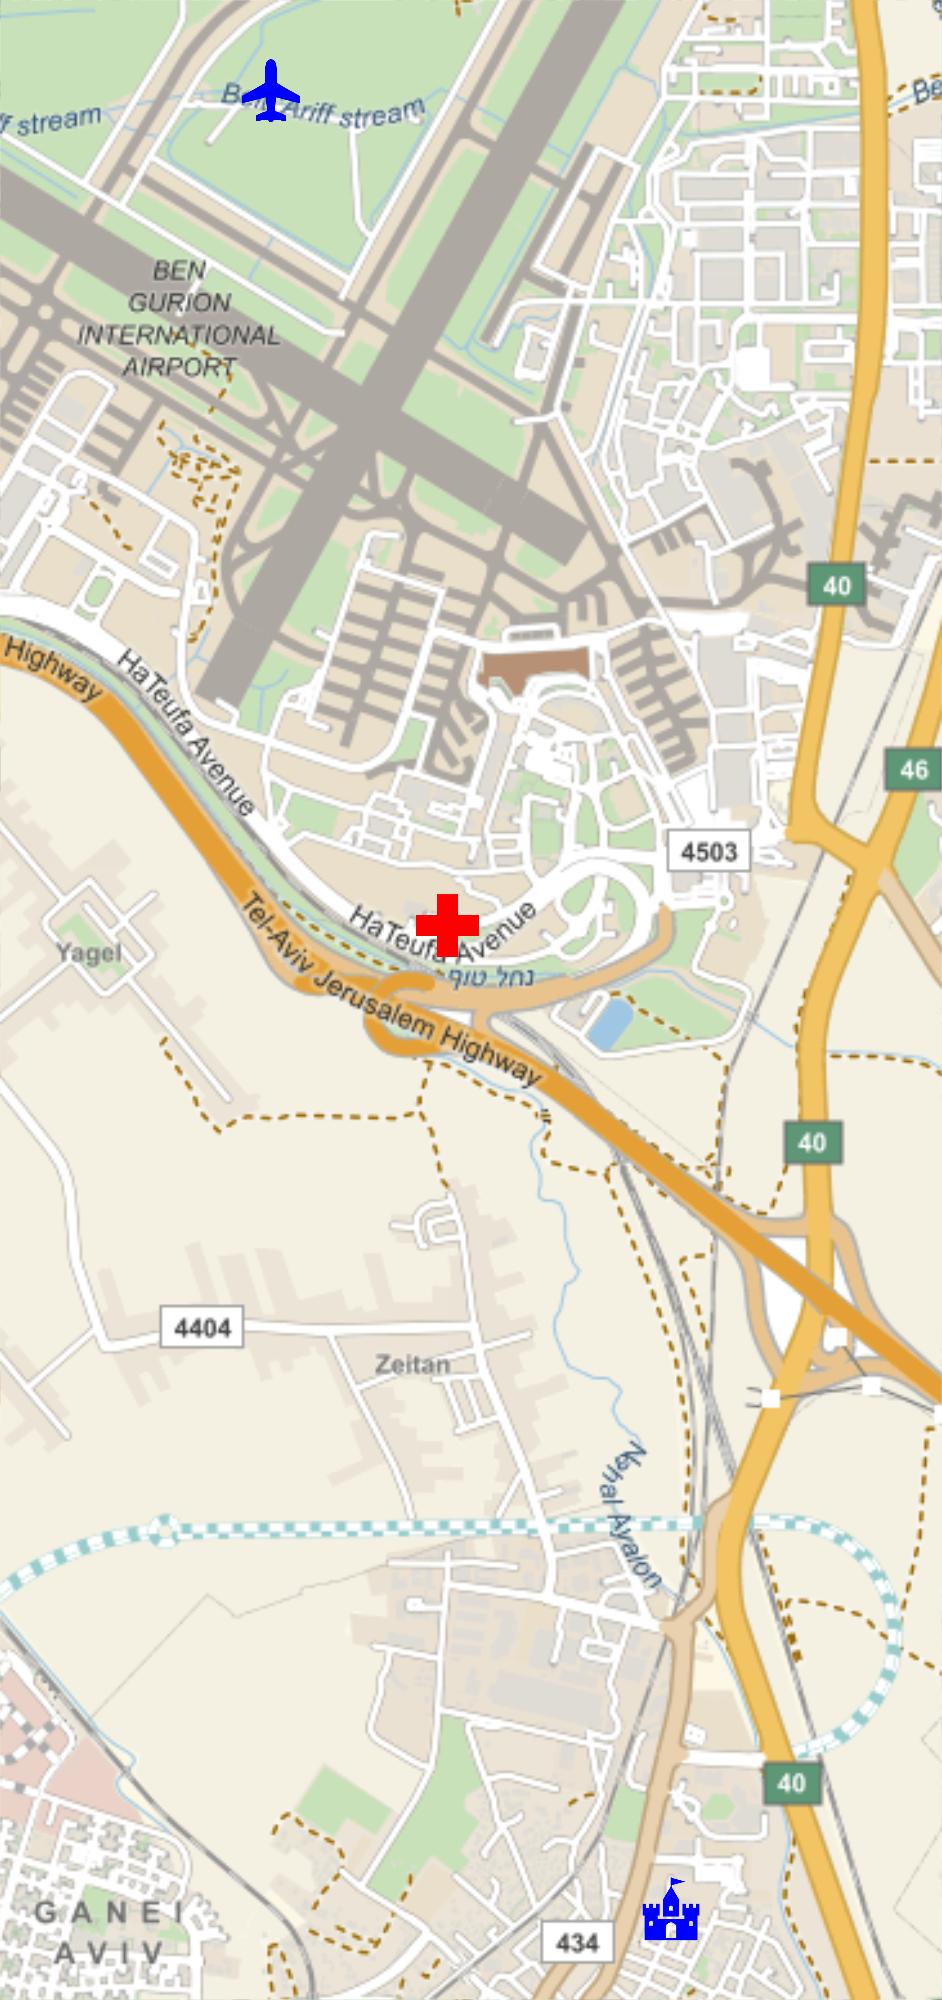 Ben Ariff stream
ff stream
Be
BEN
GURION
INTERNATIONAL
AIRPORT
40
Highway
HaTeufa Avenue
46
4503
HaTeufa Avenue
Tel-Aviv Jerusalem Highway
Yagel
נחל טוף
40
4404
Zeitan
Nahal Ayalon
40
GANEI
AVIV
434